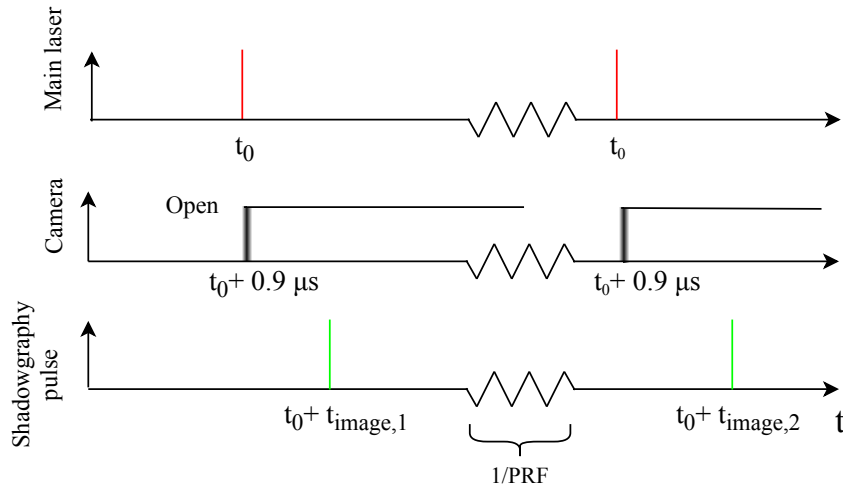 Main laser
t0
t0
Camera
Open
t0+ 0.9 μs
t0+ 0.9 μs
Shadowgraphy
pulse
t0+ timage,1
t0+ timage,2
t
1/PRF